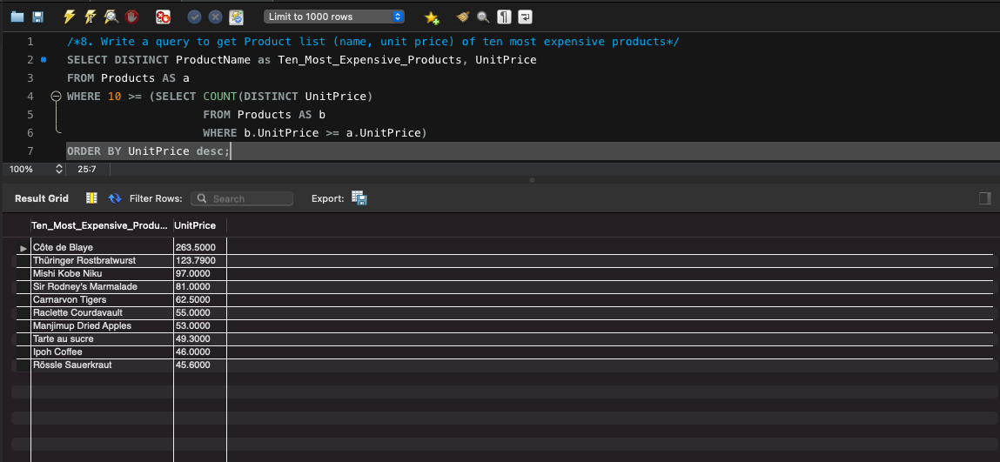 Limit to 1000 rows
1 /*8. Write a query to get Product list (name, unit price) of ten most expensive products*/
2 SELECT DISTINCT ProductName as Ten_Most_Expensive_Products, UnitPrice
3 FROM Products AS a
4 WHERE 10 >= (SELECT COUNT(DISTINCT UnitPrice)
5 FROM Products AS b
6 WHERE b.UnitPrice >= a.UnitPrice)
7 ORDER BY UnitPrice desc;
100% 25:7
Result Grid Filter Rows: Search Export:
Ten_Most_Expensive_Produ... UnitPrice
Côte de Blaye 263.5000
Thüringer Rostbratwurst 123.7900
Mishi Kobe Niku 97.0000
Sir Rodney's Marmalade 81.0000
Carnarvon Tigers 62.5000
Raclette Courdavault 55.0000
Manjimup Dried Apples 53.0000
Tarte au sucre 49.3000
Ipoh Coffee 46.0000
Rössle Sauerkraut 45.6000